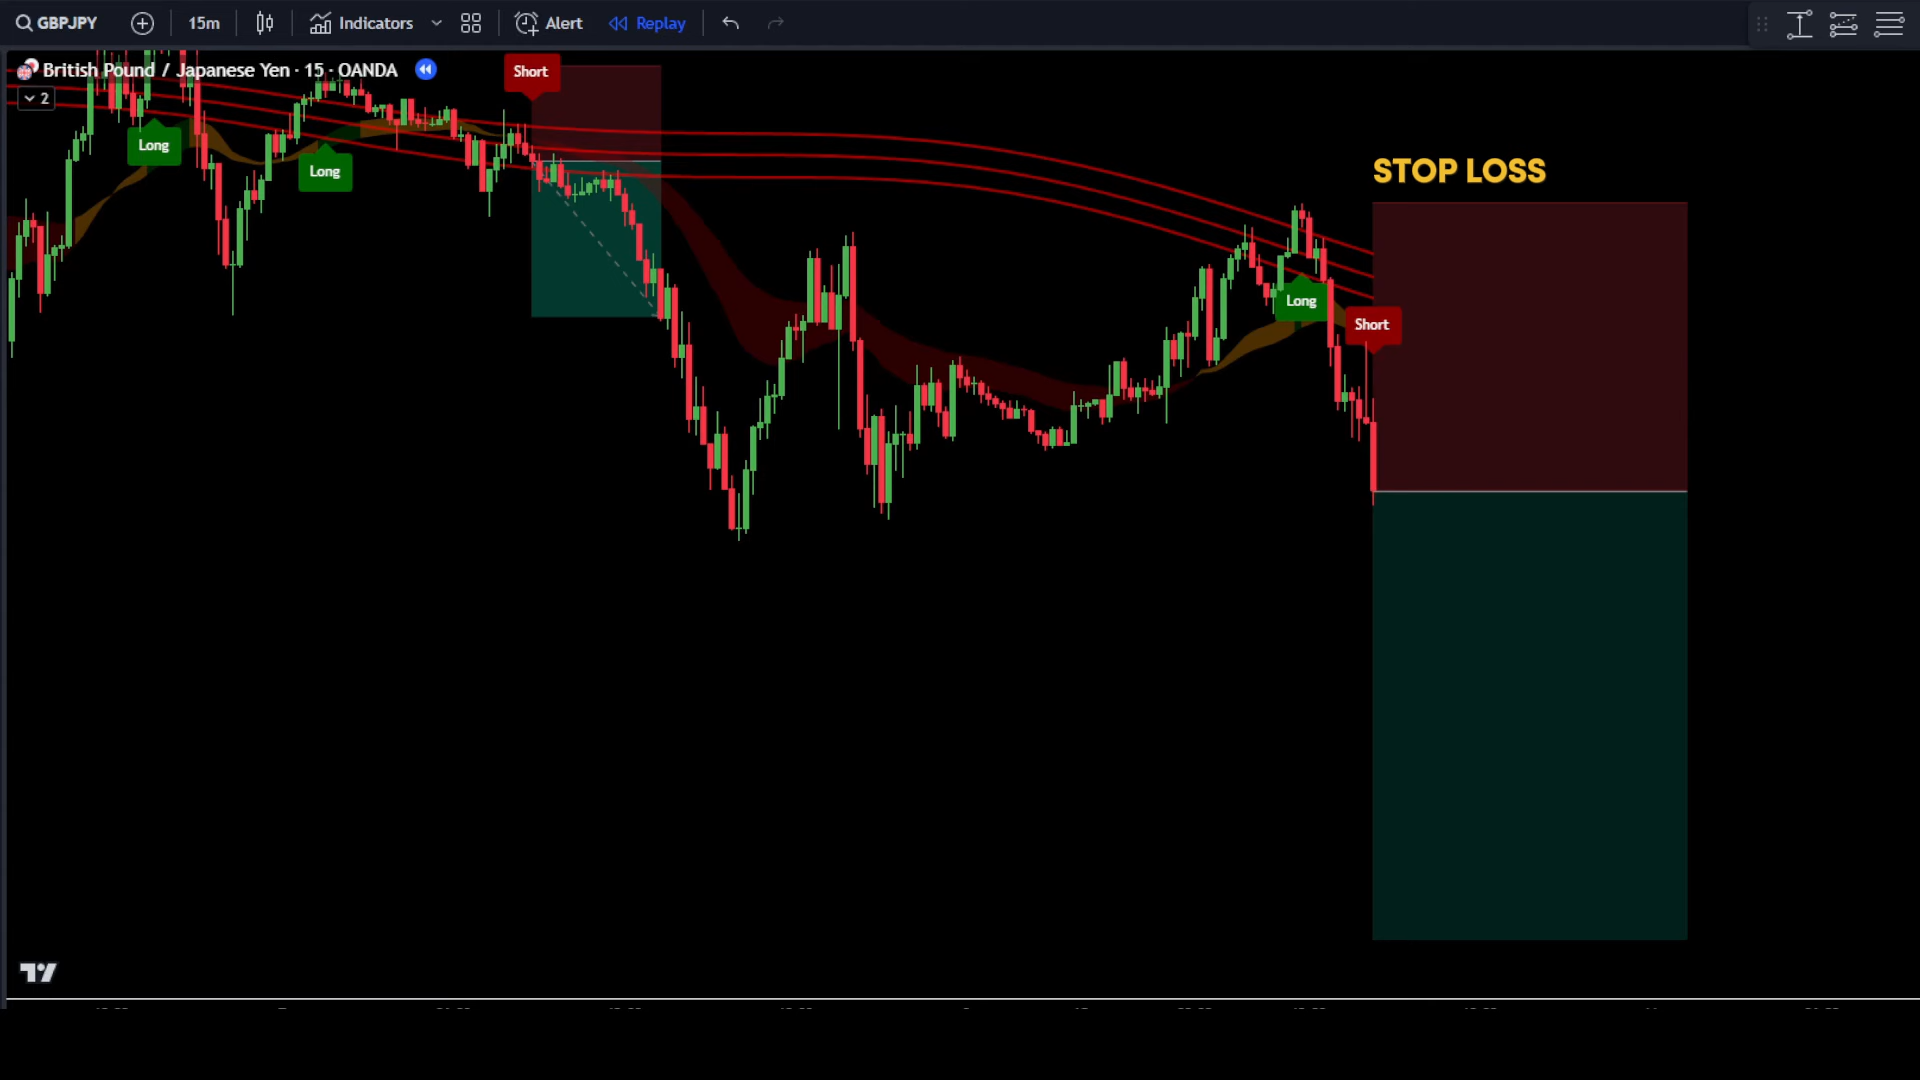 GBPJPY 15m Indicators Alert Replay
British Pound / Japanese Yen · 15 · OANDA
2
Short
Long
Long
STOP LOSS
Long
Short